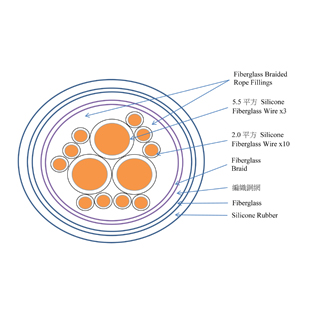 Fiberglass Braided
Rope Fillings
5.5 平方 Silicone
Fiberglass Wire x3
2.0 平方 Silicone
Fiberglass Wire x10
Fiberglass
Braid
編織銅網
Fiberglass
Silicone Rubber